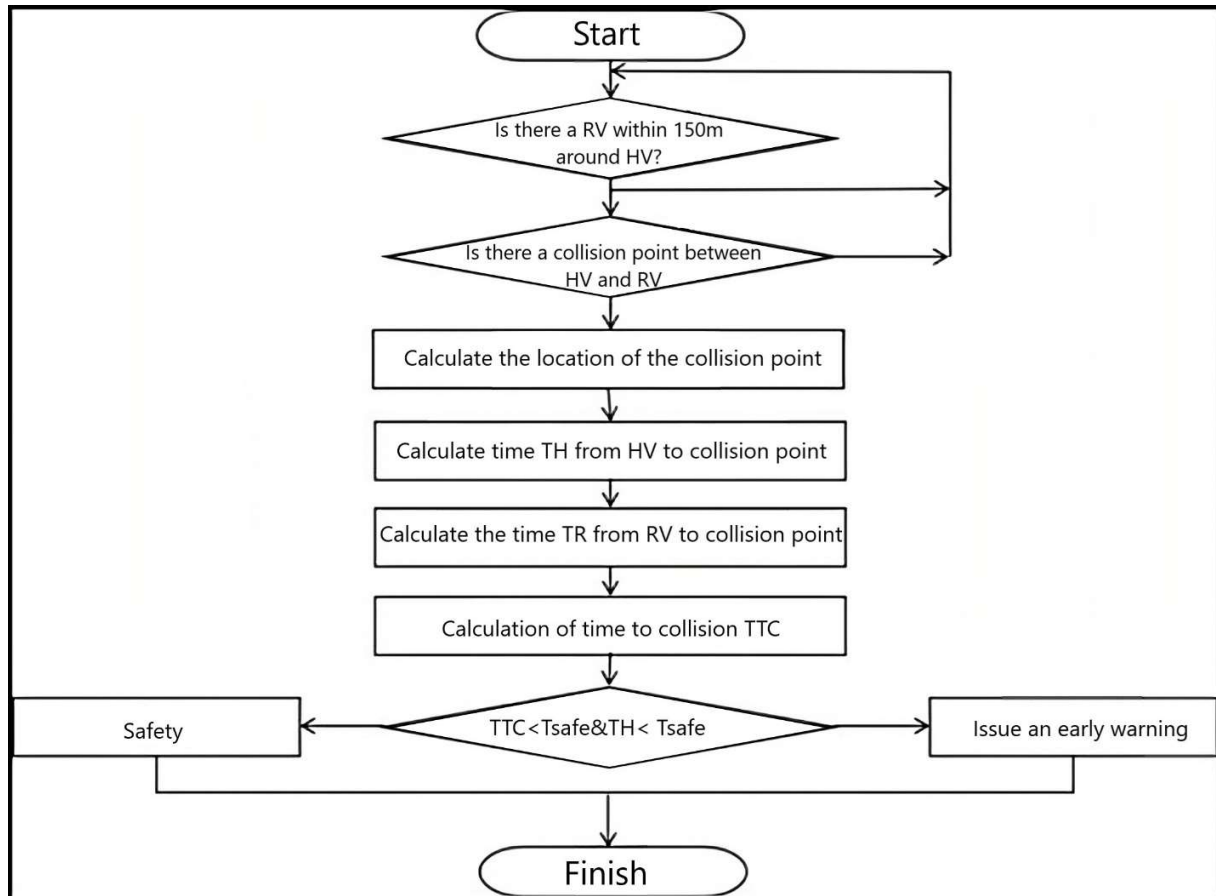 Start
Is there a RV within 150m
around HV?
Is there a collision point between
HV and RV
Calculate the location of the collision point
Calculate time TH from HV to collision point
Calculate the time TR from RV to collision point
Calculation of time to collision TTC
Safety
TTC<Tsafe&TH< Tsafe
Issue an early warning
Finish